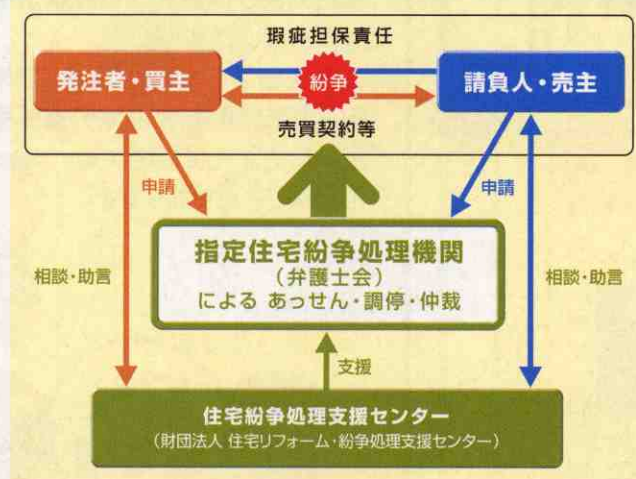 瑕疵担保責任
発注者・買主
紛争
請負人・売主
売買契約等
申請
申請
指定住宅紛争処理機関
(弁護士会)
による あっせん・調停・仲裁
相談・助言
相談・助言
支援
住宅紛争処理支援センター
(財団法人 住宅リフォーム・紛争処理支援センター)